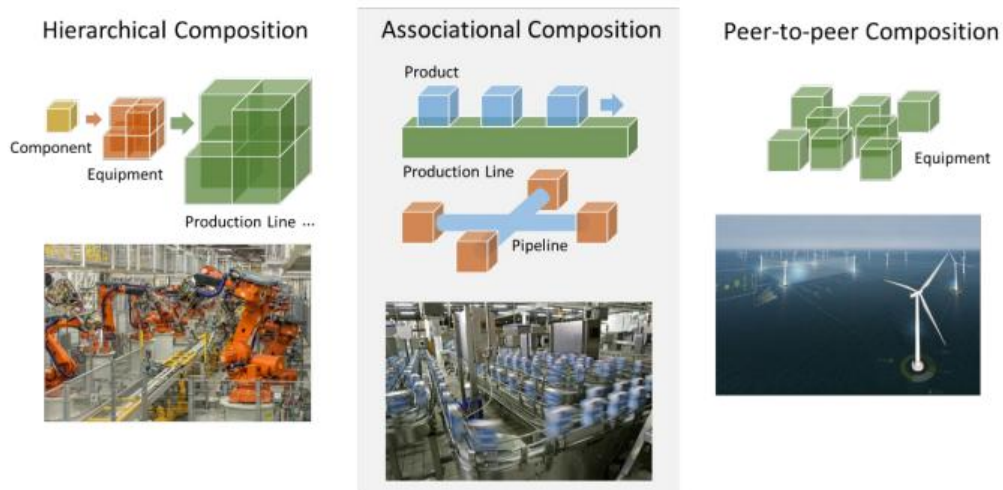 Hierarchical Composition
Component
Equipment
Production Line ...
Associational Composition
Product
Production Line
Pipeline
Peer-to-peer Composition
Equipment